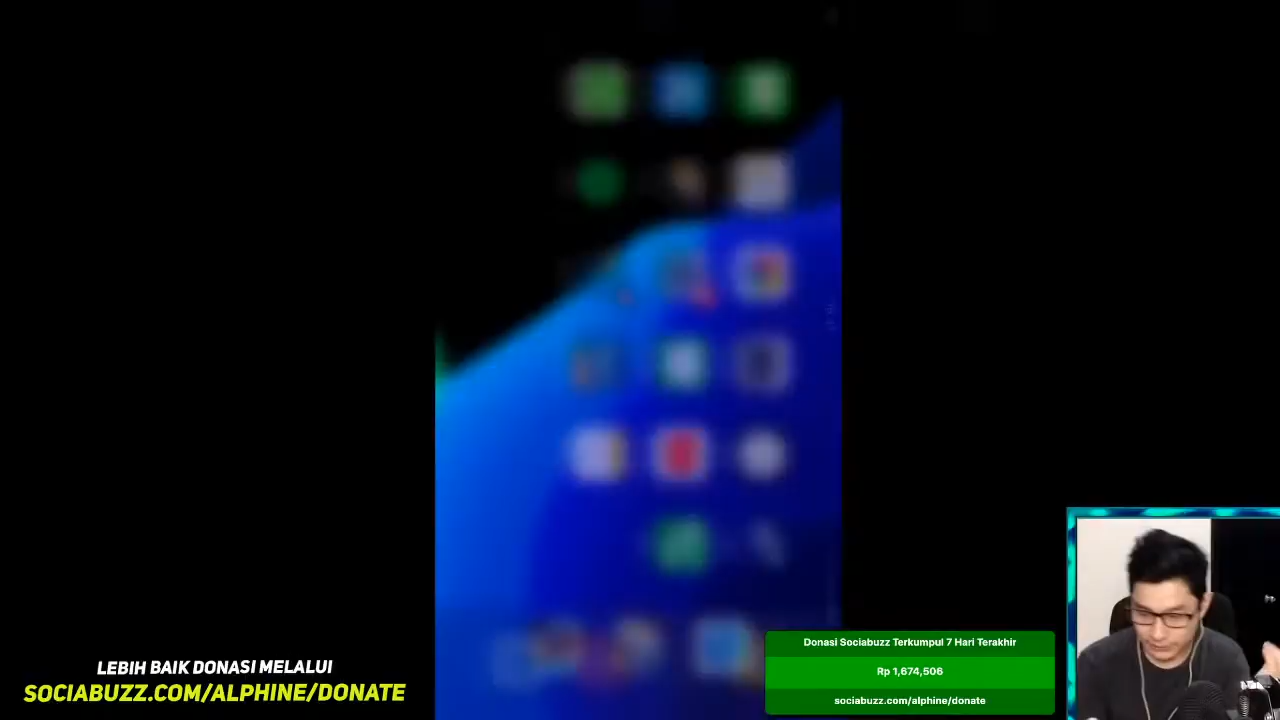 LEBIH BAIK DONASI MELALUI
SOCIABUZZ.COM/ALPHINE/DONATE
Donasi Sociabuzz Terkumpul 7 Hari Terakhir
Rp 1,674,506
sociabuzz.com/alphine/donate